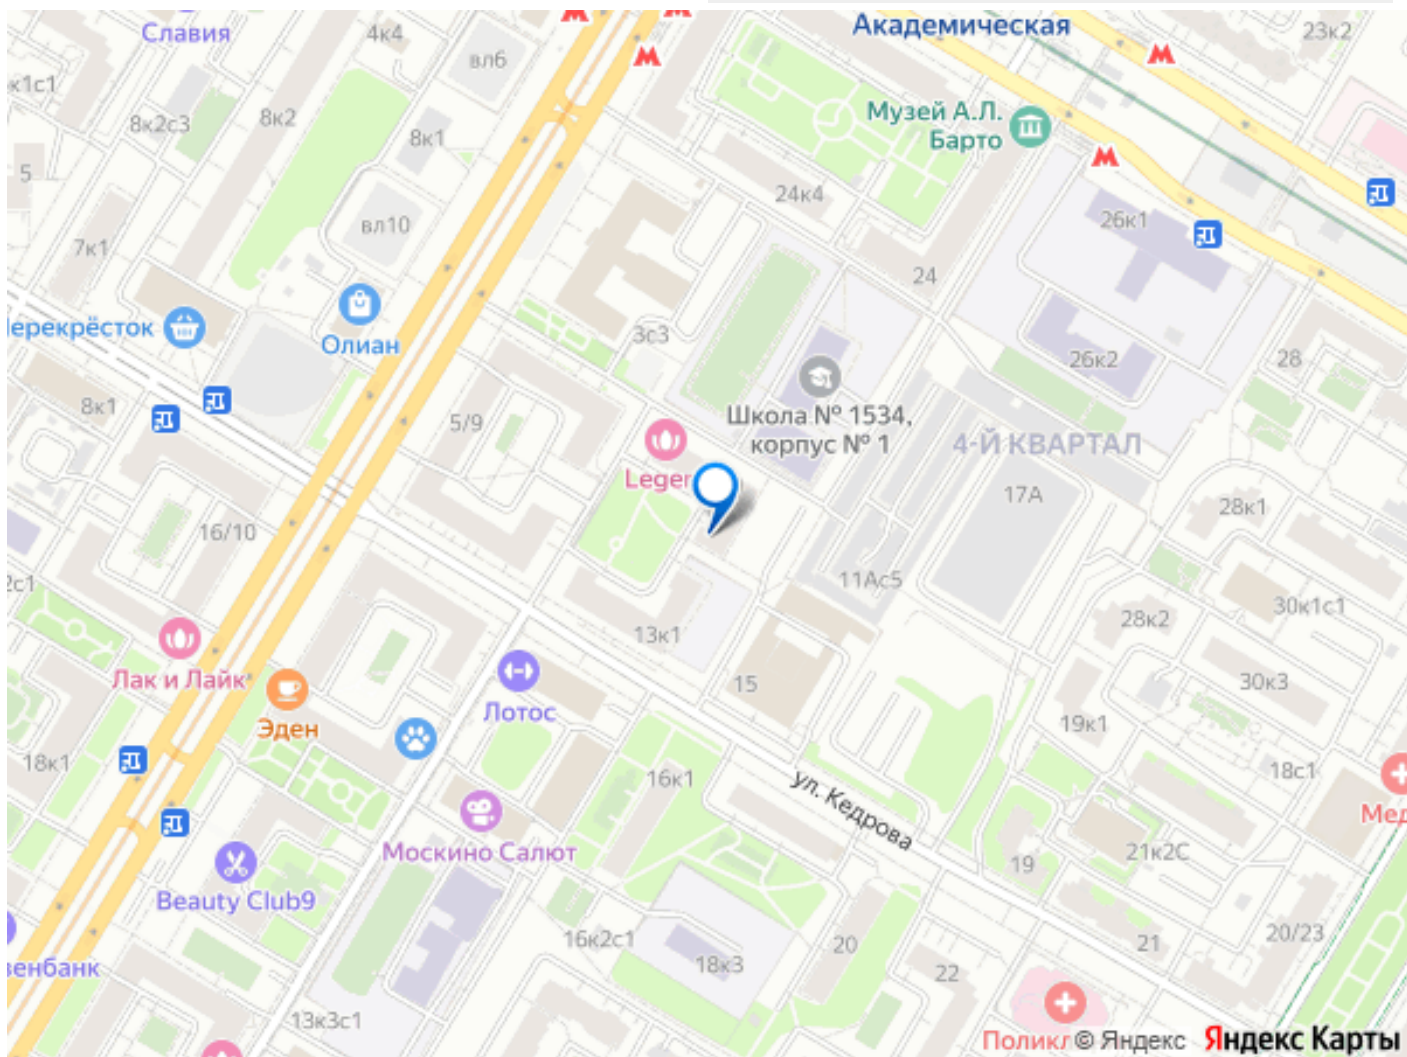 Славия
4к4
вл6
Академическая
23к2
к1с1
8к2с3
8к2
8к1
Музей А.Л.
Барто
5
24к4
вл10
26к1
7к1
24
ерекрёсток
Олиан
3с3
26к2
28
8к1
5/9
Школа № 1534,
корпус № 1
4-Й КВАРТАЛ
Leger
17А
28к1
16/10
2с1
11Ас5
30к1с1
13к1
28к2
Лак и Лайк
15
30к3
Эден
Лотос
19к1
18к1
16к1
ул. Кедрова
18с1
Мед
Москино Салют
21к2С
19
Beauty Club9
16к2с1
20
21
20/23
венбанк
18к3
22
13к3с1
Поликл
© Яндекс
Яндекс Карты